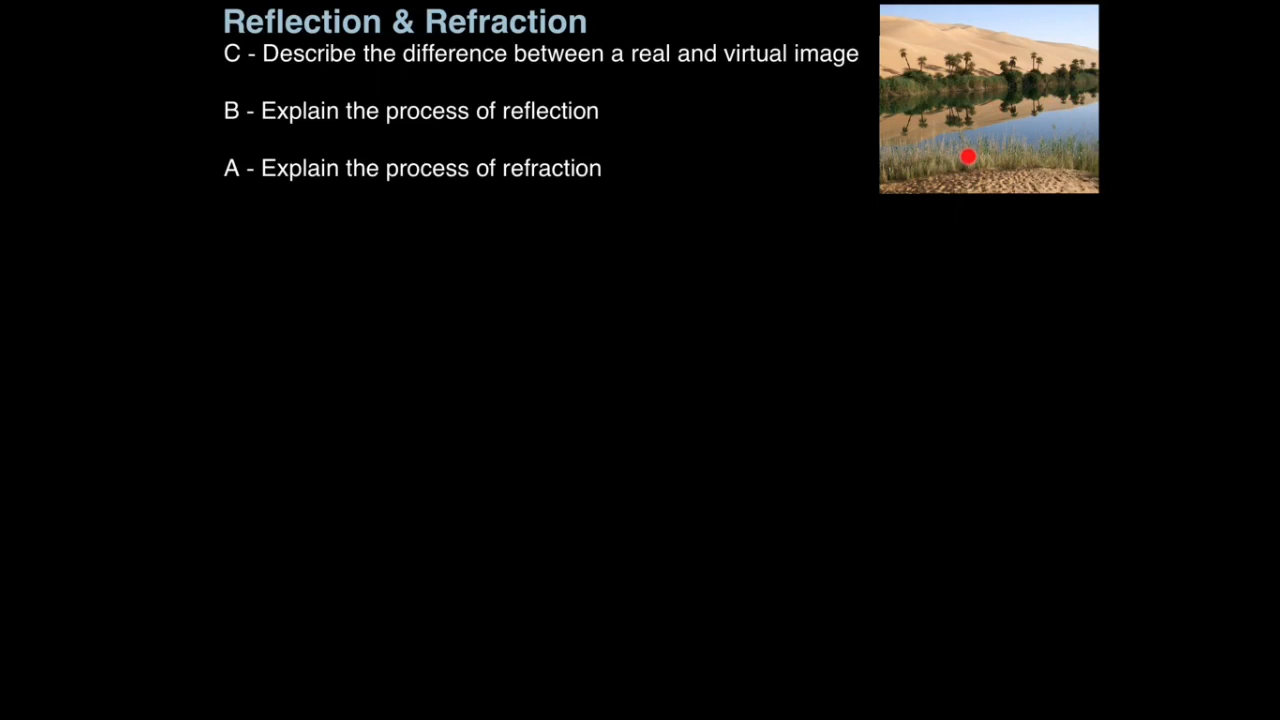 Reflection & Refraction
C - Describe the difference between a real and virtual image
B - Explain the process of reflection
A - Explain the process of refraction